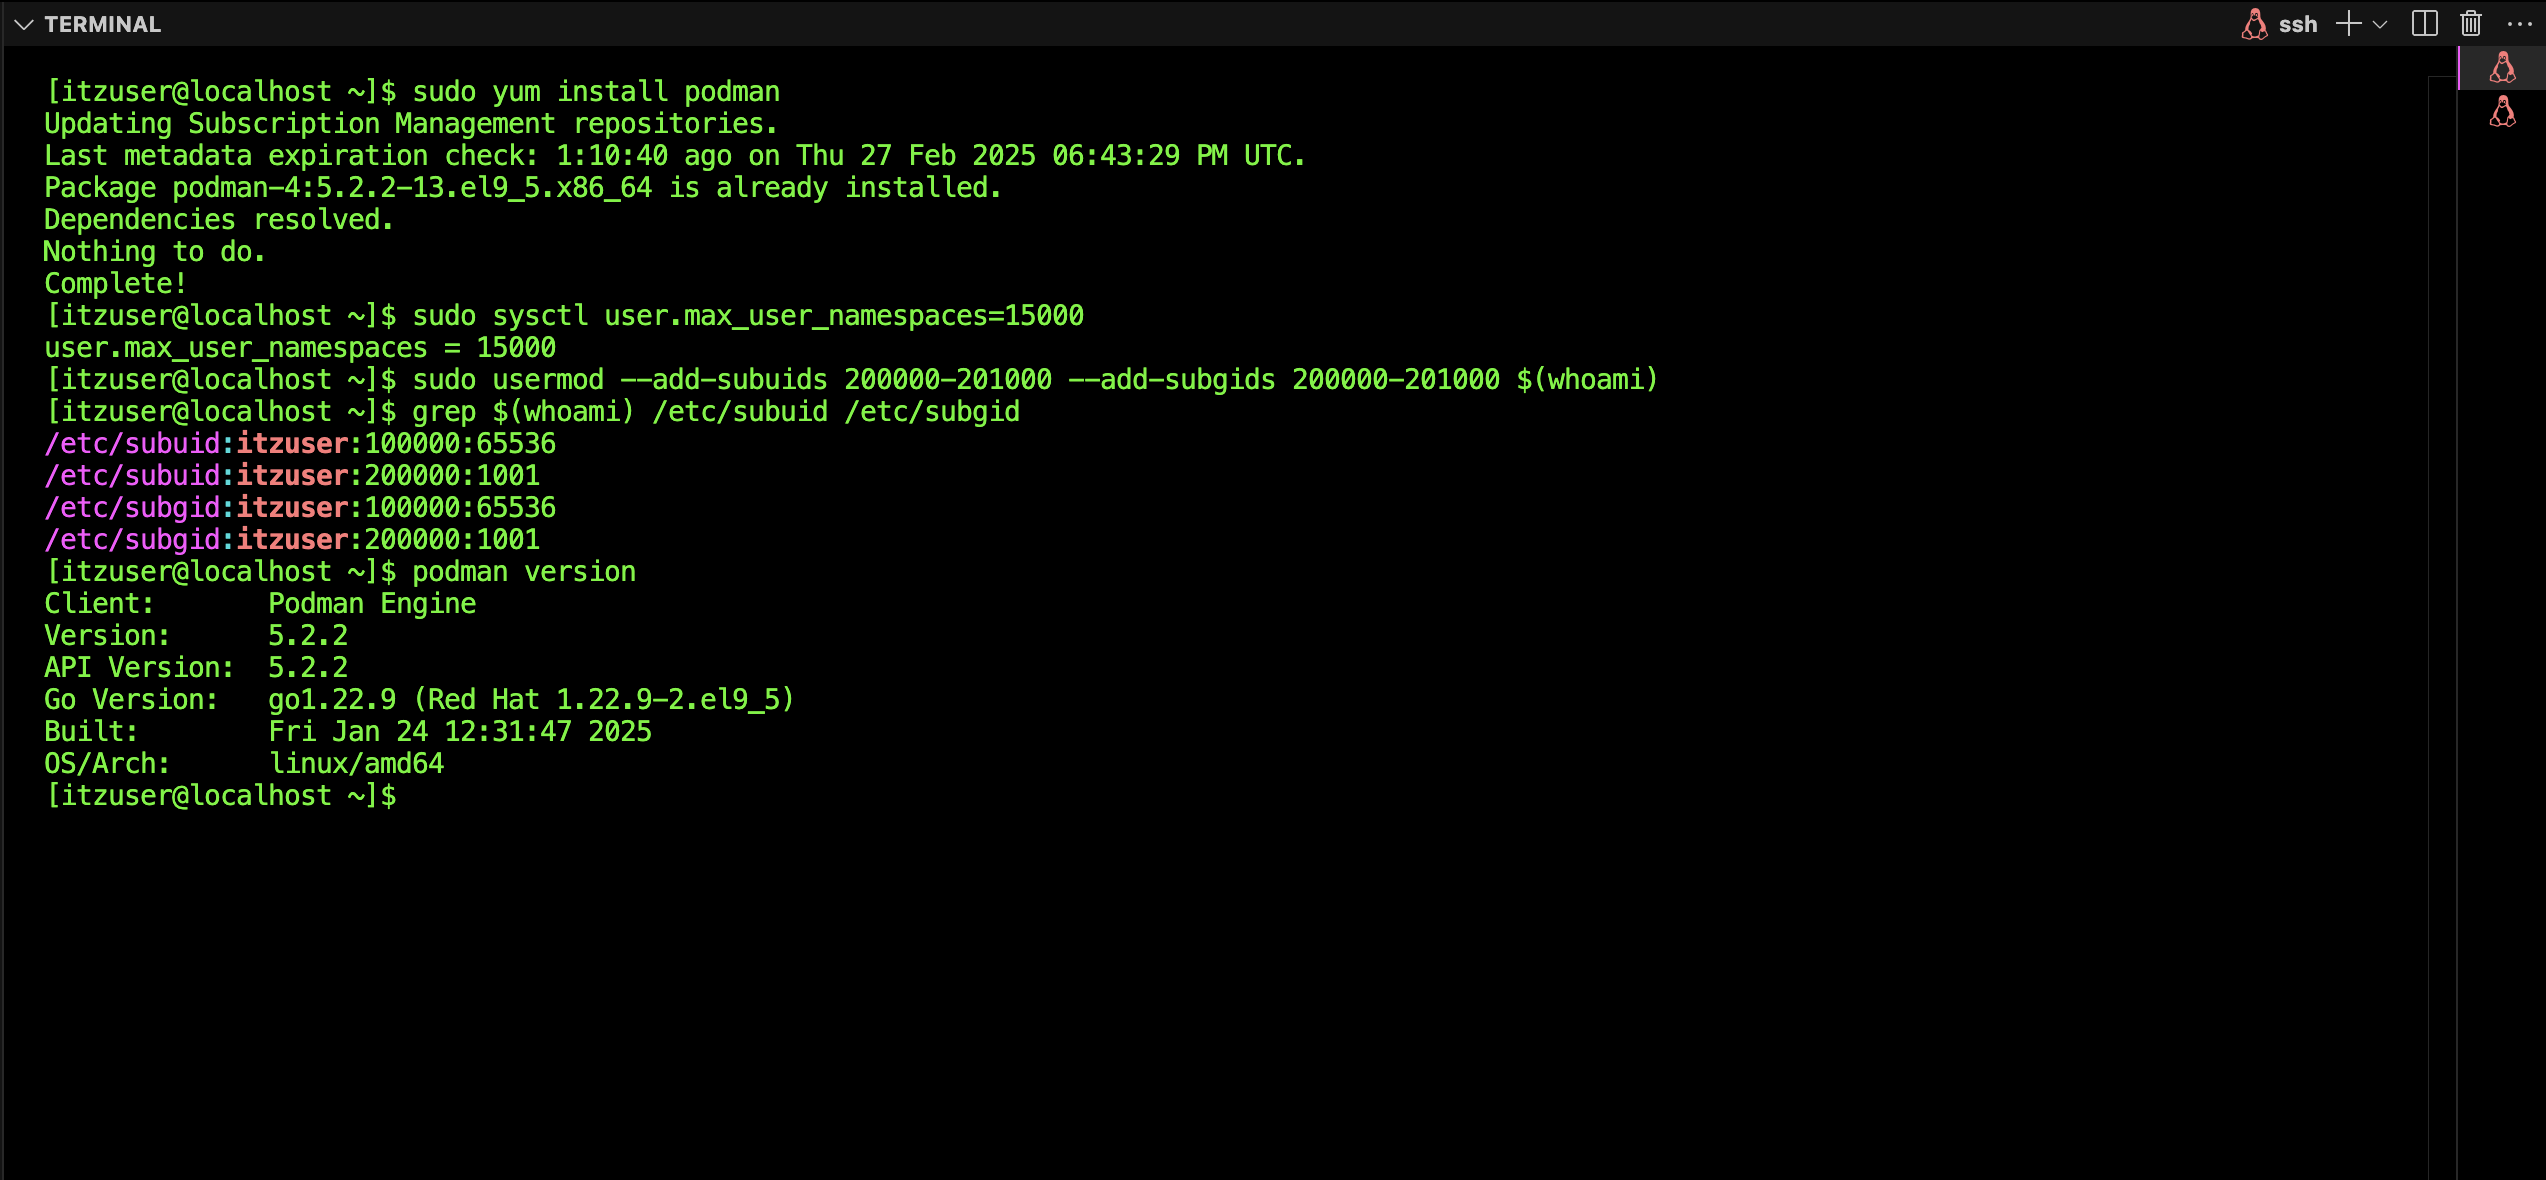 TERMINAL
ssh
[itzuser@localhost ~]$ sudo yum install podman
Updating Subscription Management repositories.
Last metadata expiration check: 1:10:40 ago on Thu 27 Feb 2025 06:43:29 PM UTC.
Package podman-4:5.2.2-13.el9_5.x86_64 is already installed.
Dependencies resolved.
Nothing to do.
Complete!
[itzuser@localhost ~]$ sudo sysctl user.max_user_namespaces=15000
user.max_user_namespaces = 15000
[itzuser@localhost ~]$ sudo usermod --add-subuids 200000-201000 --add-subgids 200000-201000 $(whoami)
[itzuser@localhost ~]$ grep $(whoami) /etc/subuid /etc/subgid
/etc/subuid:itzuser:100000:65536
/etc/subuid:itzuser:200000:1001
/etc/subgid:itzuser:100000:65536
/etc/subgid:itzuser:200000:1001
[itzuser@localhost ~]$ podman version
Client:       Podman Engine
Version:      5.2.2
API Version:  5.2.2
Go Version:   go1.22.9 (Red Hat 1.22.9-2.el9_5)
Built:        Fri Jan 24 12:31:47 2025
OS/Arch:      linux/amd64
[itzuser@localhost ~]$